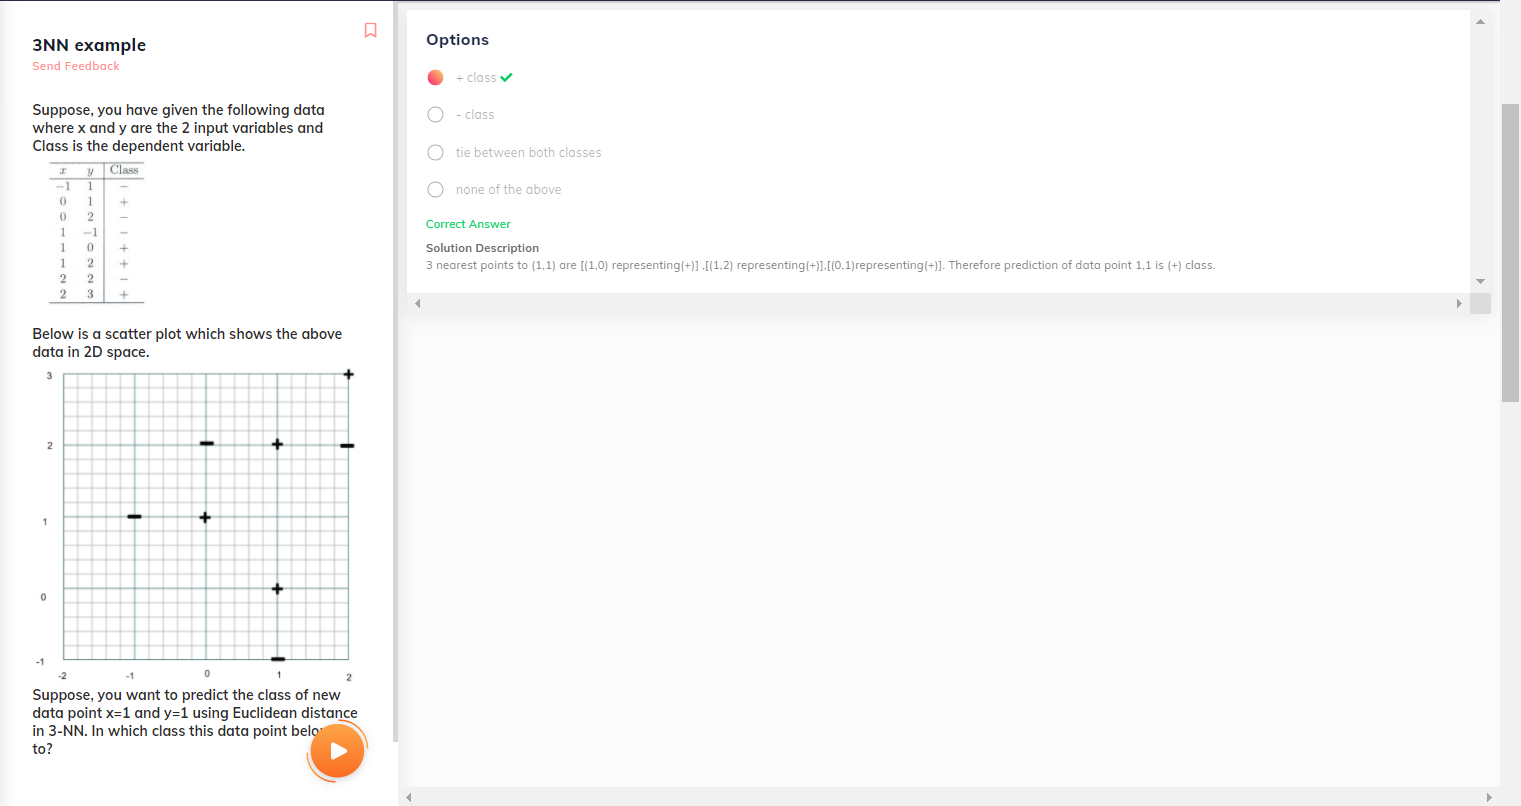 3NN example
Send Feedback
Suppose, you have given the following data
where x and y are the 2 input variables and
Class is the dependent variable.
x y Class
−1 1 −
0 1 +
0 2 −
1 −1 −
1 0 +
1 2 +
2 2 −
2 3 +
Below is a scatter plot which shows the above
data in 2D space.
3
2
1
0
-1
-2 -1 0 1 2
Suppose, you want to predict the class of new
data point x=1 and y=1 using Euclidean distance
in 3-NN. In which class this data point
to?
Options
+ class
- class
tie between both classes
none of the above
Correct Answer
Solution Description
3 nearest points to (1,1) are [(1,0) representing(+)] ,[(1,2) representing(+)],[(0,1)representing(+)]. Therefore prediction of data point 1,1 is (+) class.